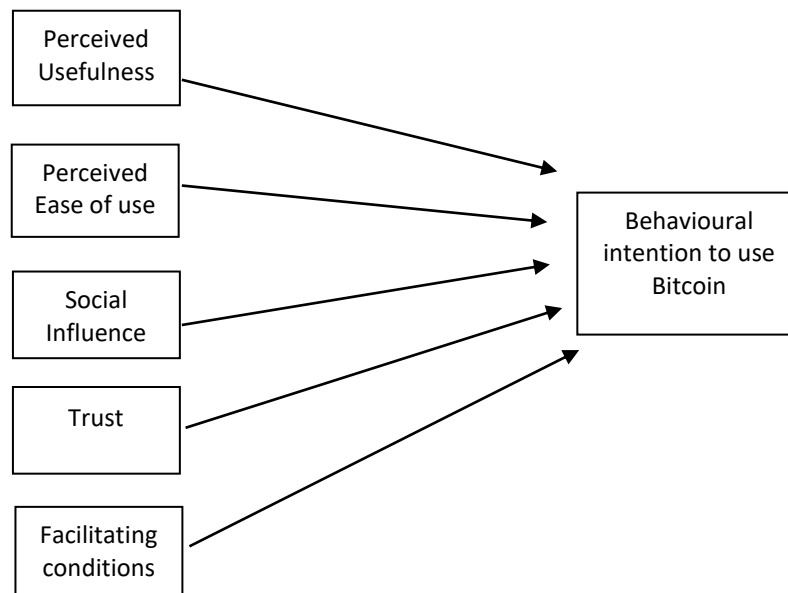 Perceived
Usefulness
Perceived
Ease of use
Social
Influence
Trust
Facilitating
conditions
Behavioural
intention to use
Bitcoin